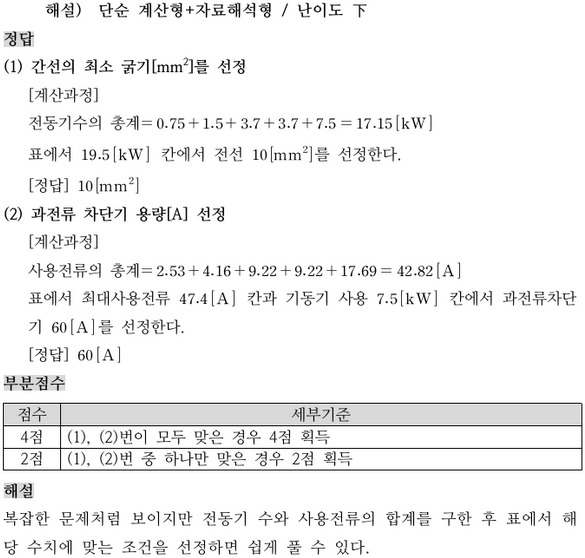 해설) 단순 계산형+자료해석형 / 난이도 下
정답
(1) 간선의 최소 굵기[mm²]를 선정
[계산과정]
전동기수의 총계= 0.75 + 1.5 + 3.7 + 3.7 + 7.5 = 17.15[kW]
표에서 19.5[kW] 칸에서 전선 10[mm²]를 선정한다.
[정답] 10[mm²]
(2) 과전류 차단기 용량[A] 선정
[계산과정]
사용전류의 총계= 2.53 + 4.16 + 9.22 + 9.22 + 17.69 = 42.82[A]
표에서 최대사용전류 47.4[A] 칸과 기동기 사용 7.5[kW] 칸에서 과전류차단
기 60[A]를 선정한다.
[정답] 60[A]
부분점수
점수 세부기준
4점 (1), (2)번이 모두 맞은 경우 4점 획득
2점 (1), (2)번 중 하나만 맞은 경우 2점 획득
해설
복잡한 문제처럼 보이지만 전동기 수와 사용전류의 합계를 구한 후 표에서 해
당 수치에 맞는 조건을 선정하면 쉽게 풀 수 있다.